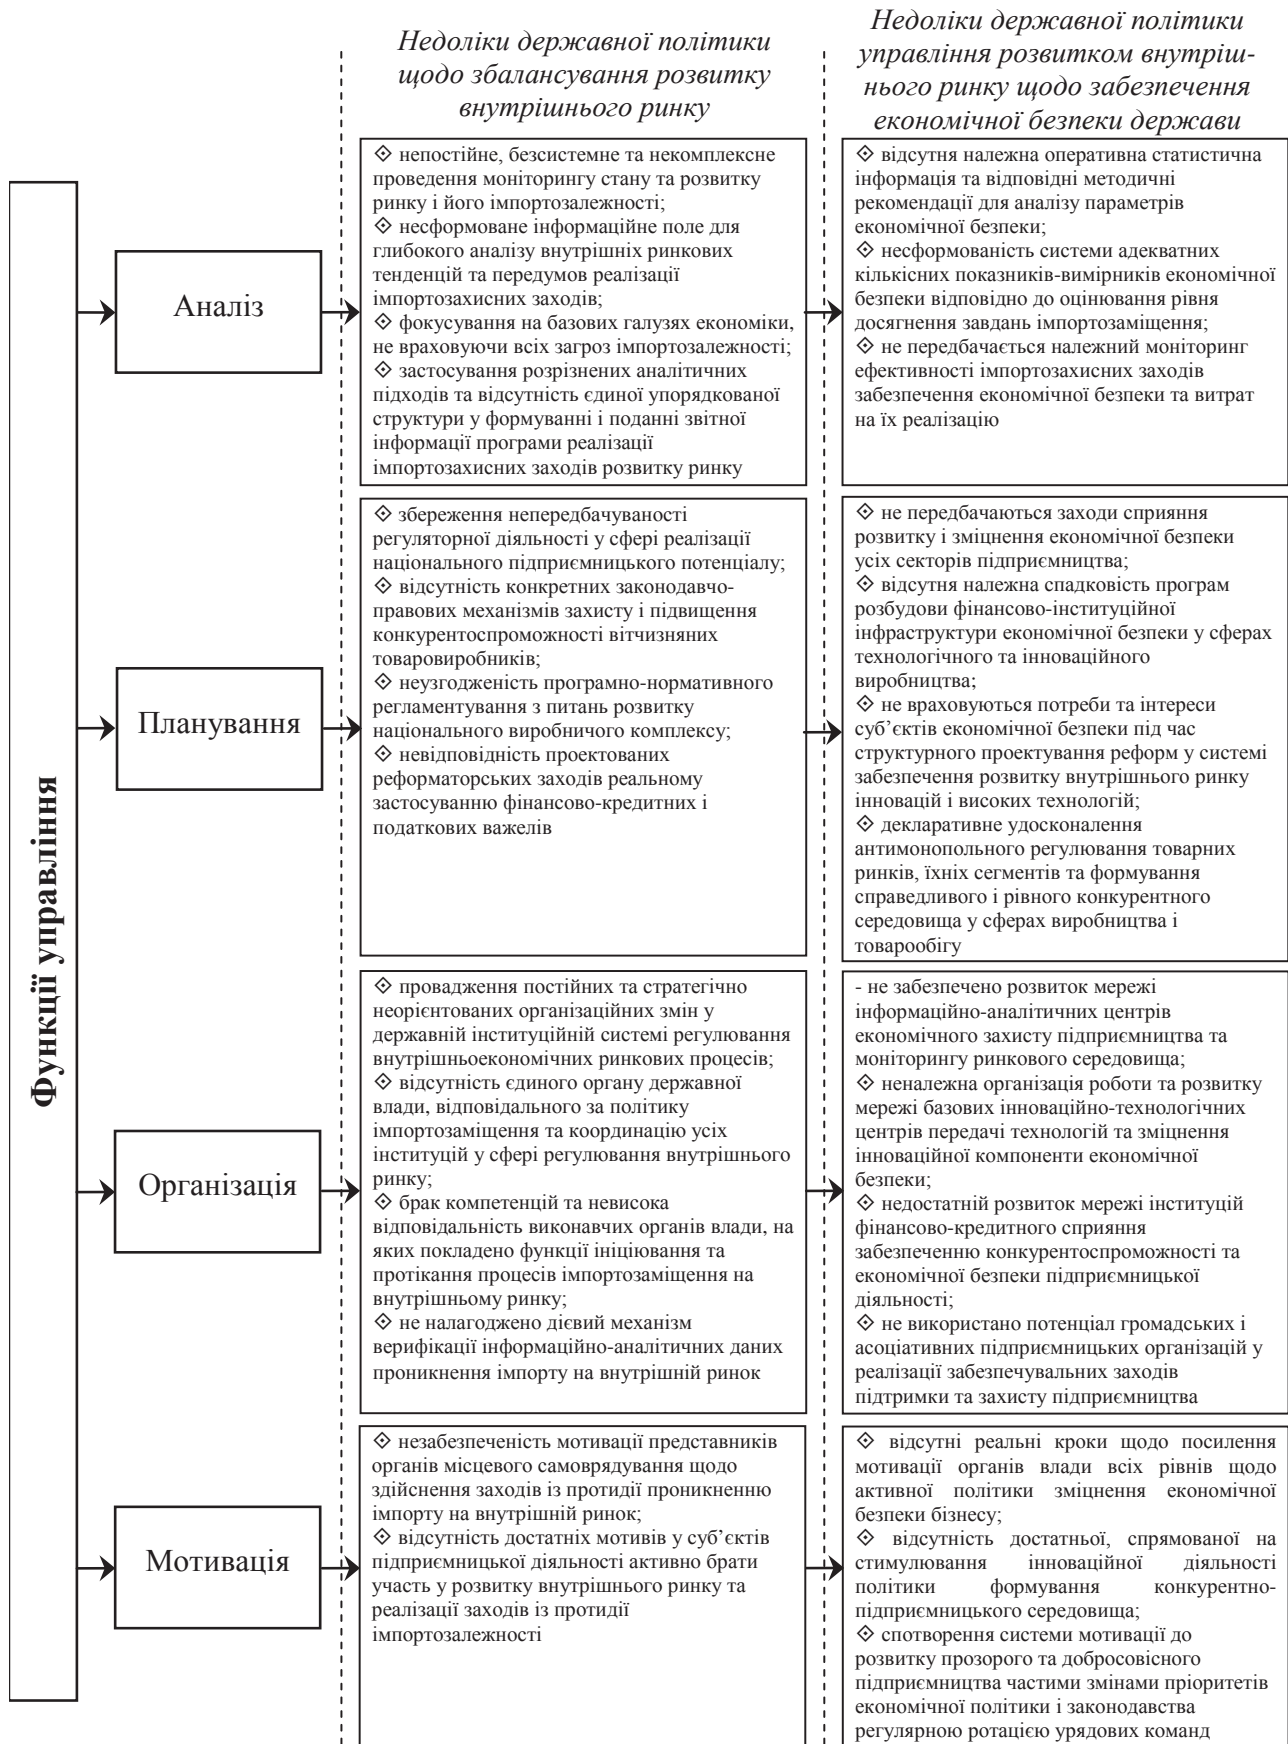 Недоліки державної політики
щодо збалансування розвитку
внутрішнього ринку
Недоліки державної політики
управління розвитком внутріш-
нього ринку щодо забезпечення
економічної безпеки держави
Функції управління
Аналіз
◇ непостійне, безсистемне та некомплексне
проведення моніторингу стану та розвитку
ринку і його імпортозалежності;
◇ несформоване інформаційне поле для
глибокого аналізу внутрішніх ринкових
тенденцій та передумов реалізації
імпортозахисних заходів;
◇ фокусування на базових галузях економіки,
не враховуючи всіх загроз імпортозалежності;
◇ застосування розрізнених аналітичних
підходів та відсутність єдиної упорядкованої
структури у формуванні і поданні звітної
інформації програми реалізації
імпортозахисних заходів розвитку ринку
◇ відсутня належна оперативна статистична
інформація та відповідні методичні
рекомендації для аналізу параметрів
економічної безпеки;
◇ несформованість системи адекватних
кількісних показників-вимірників економічної
безпеки відповідно до оцінювання рівня
досягнення завдань імпортозаміщення;
◇ не передбачається належний моніторинг
ефективності імпортозахисних заходів
забезпечення економічної безпеки та витрат
на їх реалізацію
Планування
◇ збереження непередбачуваності
регуляторної діяльності у сфері реалізації
національного підприємницького потенціалу;
◇ відсутність конкретних законодавчо-
правових механізмів захисту і підвищення
конкурентоспроможності вітчизняних
товаровиробників;
◇ неузгодженість програмно-нормативного
регламентування з питань розвитку
національного виробничого комплексу;
◇ невідповідність проектованих
реформаторських заходів реальному
застосуванню фінансово-кредитних і
податкових важелів
◇ не передбачаються заходи сприяння
розвитку і зміцнення економічної безпеки
усіх секторів підприємництва;
◇ відсутня належна спадковість програм
розбудови фінансово-інституційної
інфраструктури економічної безпеки у сферах
технологічного та інноваційного
виробництва;
◇ не враховуються потреби та інтереси
суб’єктів економічної безпеки під час
структурного проектування реформ у системі
забезпечення розвитку внутрішнього ринку
інновацій і високих технологій;
◇ декларативне удосконалення
антимонопольного регулювання товарних
ринків, їхніх сегментів та формування
справедливого і рівного конкурентного
середовища у сферах виробництва і
товарообігу
Організація
◇ провадження постійних та стратегічно
неорієнтованих організаційних змін у
державній інституційній системі регулювання
внутрішньоекономічних ринкових процесів;
◇ відсутність єдиного органу державної
влади, відповідального за політику
імпортозаміщення та координацію усіх
інституцій у сфері регулювання внутрішнього
ринку;
◇ брак компетенцій та невисока
відповідальність виконавчих органів влади, на
яких покладено функції ініціювання та
протікання процесів імпортозаміщення на
внутрішньому ринку;
◇ не налагоджено дієвий механізм
верифікації інформаційно-аналітичних даних
проникнення імпорту на внутрішній ринок
- не забезпечено розвиток мережі
інформаційно-аналітичних центрів
економічного захисту підприємництва та
моніторингу ринкового середовища;
◇ неналежна організація роботи та розвитку
мережі базових інноваційно-технологічних
центрів передачі технологій та зміцнення
інноваційної компоненти економічної
безпеки;
◇ недостатній розвиток мережі інституцій
фінансово-кредитного сприяння
забезпеченню конкурентоспроможності та
економічної безпеки підприємницької
діяльності;
◇ не використано потенціал громадських і
асоціативних підприємницьких організацій у
реалізації забезпечувальних заходів
підтримки та захисту підприємництва
Мотивація
◇ незабезпеченість мотивації представників
органів місцевого самоврядування щодо
здійснення заходів із протидії проникненню
імпорту на внутрішній ринок;
◇ відсутність достатніх мотивів у суб’єктів
підприємницької діяльності активно брати
участь у розвитку внутрішнього ринку та
реалізації заходів із протидії
імпортозалежності
◇ відсутні реальні кроки щодо посилення
мотивації органів влади всіх рівнів щодо
активної політики зміцнення економічної
безпеки бізнесу;
◇ відсутність достатньої, спрямованої на
стимулювання інноваційної діяльності
політики формування конкурентно-
підприємницького середовища;
◇ спотворення системи мотивації до
розвитку прозорого та добросовісного
підприємництва частими змінами пріоритетів
економічної політики і законодавства
регулярною ротацією урядових команд